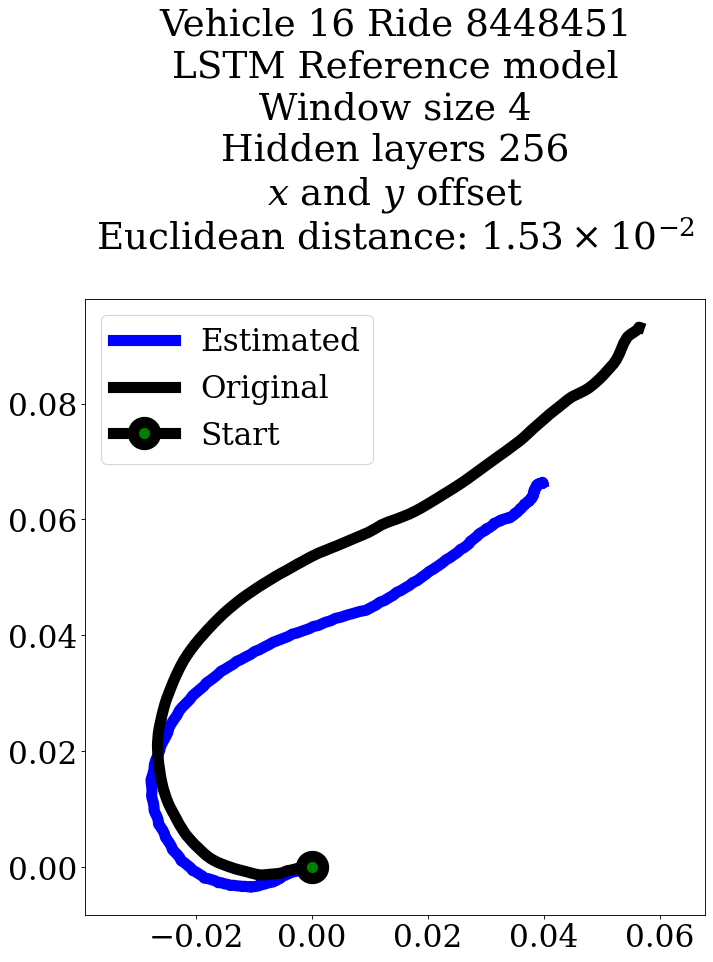 Vehicle 16 Ride 8448451
LSTM Reference model
Window size 4
Hidden layers 256
x and y offset
Euclidean distance: 1.53 × 10⁻²
Estimated
Original
Start
0.08
0.06
0.04
0.02
0.00
−0.02 0.00 0.02 0.04 0.06